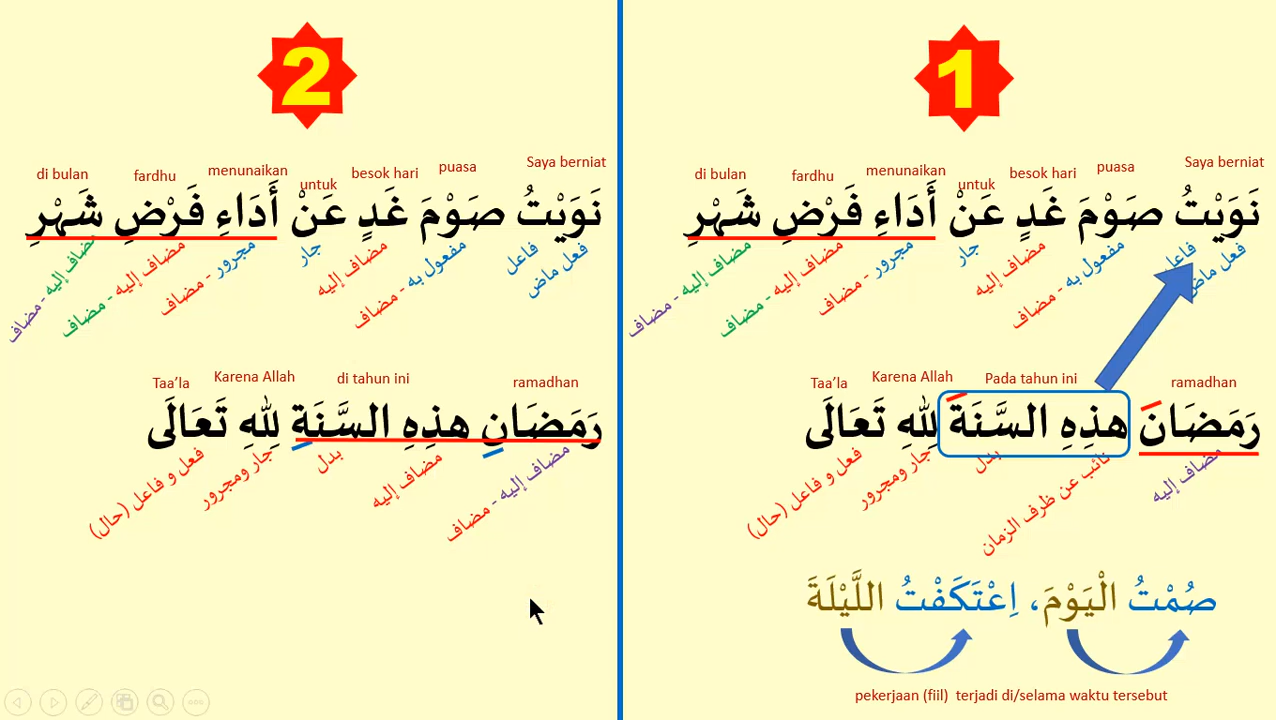 1
Saya berniat puasa besok hari untuk menunaikan fardhu di bulan
نَوَيْتُ صَوْمَ غَدٍ عَنْ أَدَاءِ فَرْضِ شَهْرِ
فعل ماض فاعل مفعول به - مضاف مضاف إليه جار مجرور - مضاف مضاف إليه - مضاف مضاف إليه - مضاف
ramadhan Pada tahun ini Karena Allah Taa’la
رَمَضَانَ هذِهِ السَّنَةَ لِلّٰهِ تَعَالَى
مضاف إليه نائب عن ظرف الزمان بدل جار ومجرور فعل و فاعل (حال)
صُمْتُ الْيَوْمَ، اِعْتَكَفْتُ اللَّيْلَةَ
pekerjaan (fiil) terjadi di/selama waktu tersebut
2
Saya berniat puasa besok hari untuk menunaikan fardhu di bulan
نَوَيْتُ صَوْمَ غَدٍ عَنْ أَدَاءِ فَرْضِ شَهْرِ
فعل ماض فاعل مفعول به - مضاف مضاف إليه جار مجرور - مضاف مضاف إليه - مضاف مضاف إليه - مضاف
ramadhan di tahun ini Karena Allah Taa’la
رَمَضَانِ هذِهِ السَّنَةِ لِلّٰهِ تَعَالَى
مضاف إليه - مضاف مضاف إليه بدل جار ومجرور فعل و فاعل (حال)